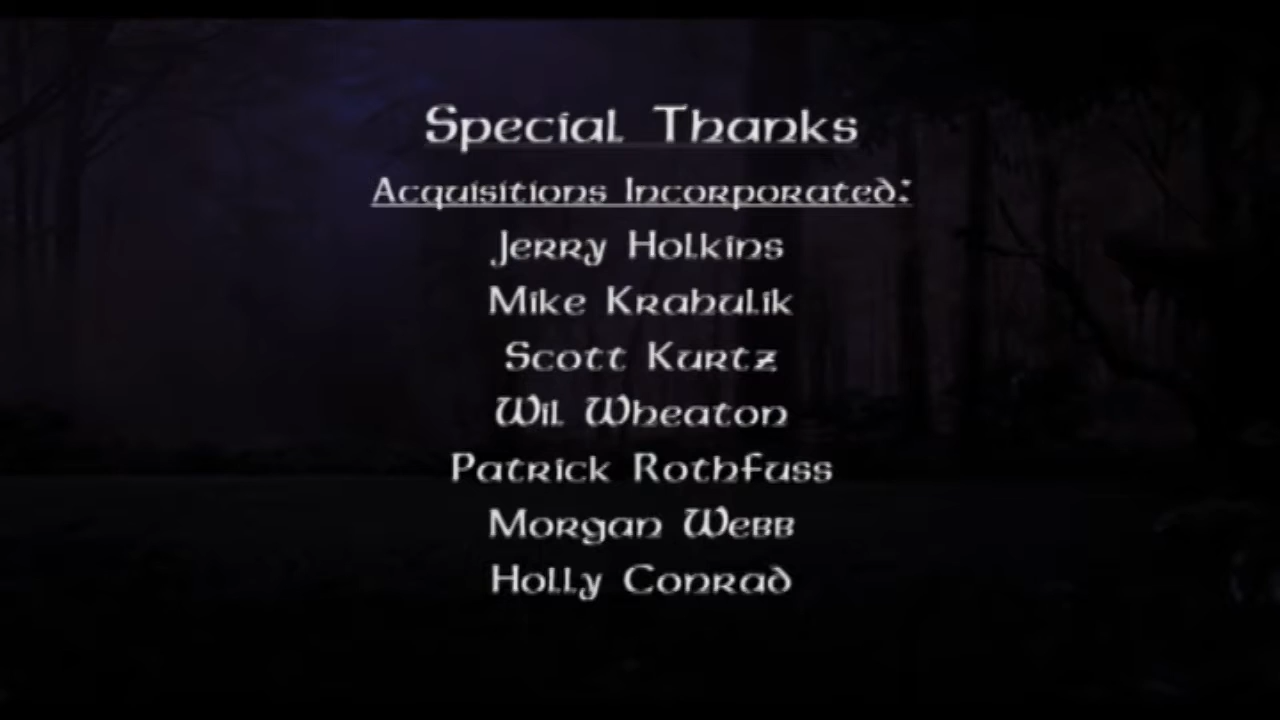 Special Thanks
Acquisitions Incorporated:
Jerry Holkins
Mike Krahulik
Scott Kurtz
Wil Wheaton
Patrick Rothfuss
Morgan Webb
Holly Conrad